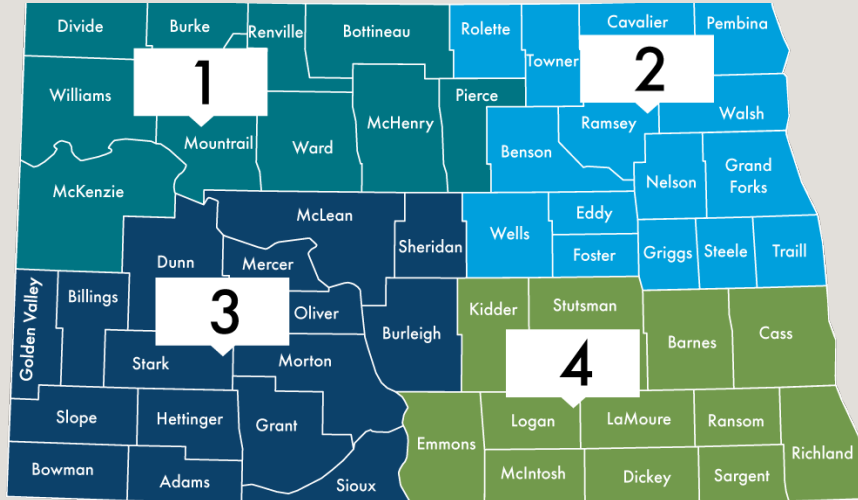 Divide
Burke
Renville
Bottineau
Rolette
Cavalier
Pembina
Towner
Williams
1
2
Pierce
McHenry
Mountrail
Ward
Ramsey
Walsh
Benson
McKenzie
Nelson
Grand
Forks
McLean
Sheridan
Wells
Eddy
Foster
Griggs
Steele
Traill
Dunn
Mercer
Golden Valley
Billings
3
Oliver
Burleigh
Kidder
Stutsman
Barnes
Cass
Stark
Morton
4
Slope
Hettinger
Grant
Emmons
Logan
LaMoure
Ransom
Richland
Bowman
Adams
Sioux
McIntosh
Dickey
Sargent